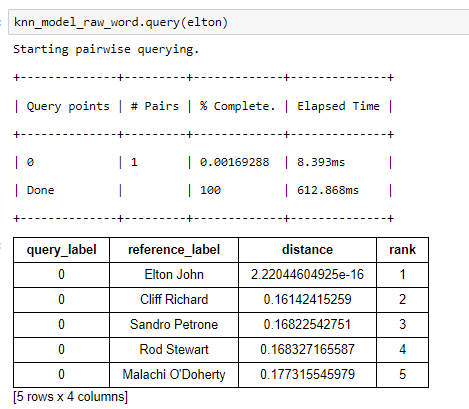 knn_model_raw_word.query(elton)
Starting pairwise querying.
+--------------+---------+-------------+--------------+
| Query points | # Pairs | % Complete. | Elapsed Time |
+--------------+---------+-------------+--------------+
| 0            | 1       | 0.00169288  | 8.393ms      |
| Done         |         | 100         | 612.868ms    |
+--------------+---------+-------------+--------------+
query_label reference_label distance rank
0 Elton John 2.22044604925e-16 1
0 Cliff Richard 0.16142415259 2
0 Sandro Petrone 0.16822542751 3
0 Rod Stewart 0.168327165587 4
0 Malachi O'Doherty 0.177315545979 5
[5 rows x 4 columns]